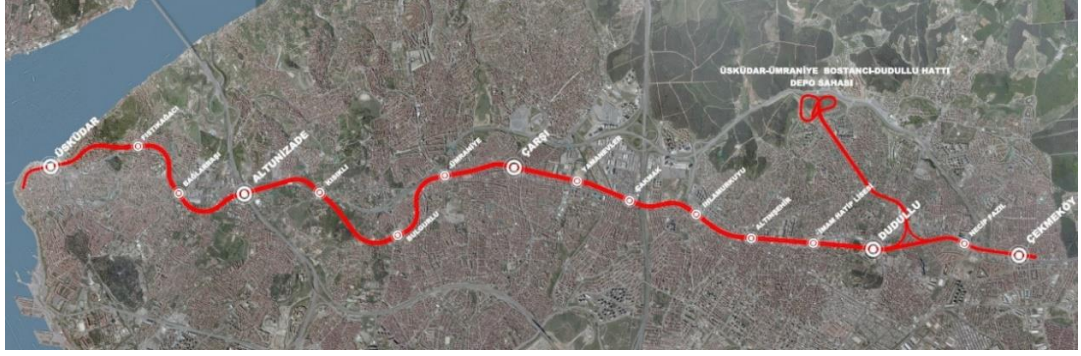 ÜSKÜDAR-ÜMRANİYE BOSTANCI-DUDULLU HATTI
DEPO SAHASI
ÜSKÜDAR
FISTIKAĞACI
BAĞLARBAŞI
ALTUNİZADE
KISIKLI
BULGURLU
ÜMRANİYE
ÇARŞI
YAMANEVLER
ÇAKMAK
IHLAMURKUYU
ALTINŞEHİR
İMAM HATİP LİSESİ
DUDULLU
NECİP FAZIL
ÇEKMEKÖY